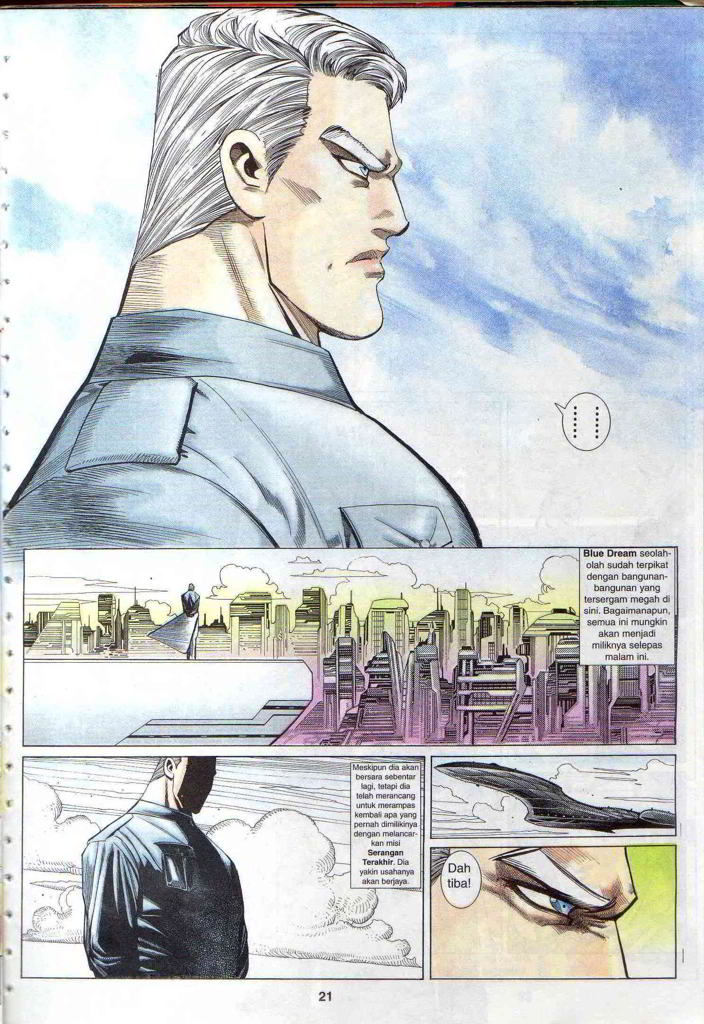 Blue Dream seolah-
olah sudah terpikat
dengan bangunan-
bangunan yang
tersergam megah di
sini. Bagaimanapun,
semua ini mungkin
akan menjadi
miliknya selepas
malam ini.
Meskipun dia akan
bersara sebentar
lagi, tetapi dia
telah merancang
untuk merampas
kembali apa yang
pernah dimilikinya
dengan melancar-
kan misi
Serangan
Terakhir. Dia
yakin usahanya
akan berjaya.
Dah
tiba!
21